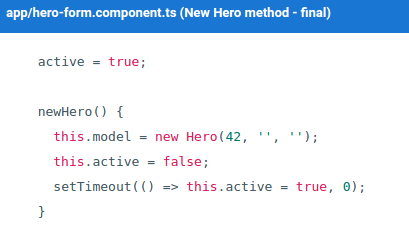 app/hero-form.component.ts (New Hero method - final)
active = true;
newHero() {
this.model = new Hero(42, '', '');
this.active = false;
setTimeout(() => this.active = true, 0);
}